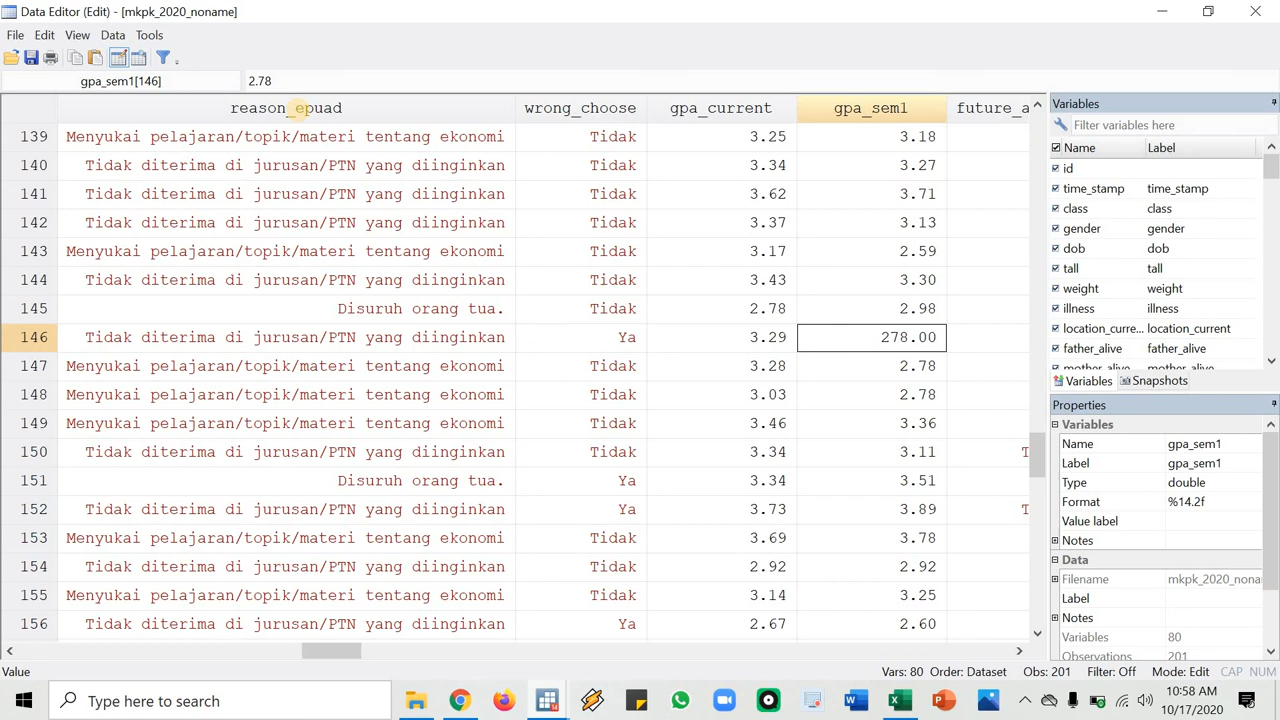 Data Editor (Edit) - [mkpk_2020_noname]
File Edit View Data Tools
gpa_sem1[146] 2.78
reason_epuad wrong_choose gpa_current gpa_sem1 future_a
139 Menyukai pelajaran/topik/materi tentang ekonomi Tidak 3.25 3.18
140 Tidak diterima di jurusan/PTN yang diinginkan Tidak 3.34 3.27
141 Tidak diterima di jurusan/PTN yang diinginkan Tidak 3.62 3.71
142 Tidak diterima di jurusan/PTN yang diinginkan Tidak 3.37 3.13
143 Menyukai pelajaran/topik/materi tentang ekonomi Tidak 3.17 2.59
144 Tidak diterima di jurusan/PTN yang diinginkan Tidak 3.43 3.30
145 Disuruh orang tua. Tidak 2.78 2.98
146 Tidak diterima di jurusan/PTN yang diinginkan Ya 3.29 278.00
147 Menyukai pelajaran/topik/materi tentang ekonomi Tidak 3.28 2.78
148 Menyukai pelajaran/topik/materi tentang ekonomi Tidak 3.03 2.78
149 Menyukai pelajaran/topik/materi tentang ekonomi Tidak 3.46 3.36
150 Tidak diterima di jurusan/PTN yang diinginkan Tidak 3.34 3.11 T
151 Disuruh orang tua. Ya 3.34 3.51
152 Tidak diterima di jurusan/PTN yang diinginkan Ya 3.73 3.89 T
153 Menyukai pelajaran/topik/materi tentang ekonomi Tidak 3.69 3.78
154 Tidak diterima di jurusan/PTN yang diinginkan Tidak 2.92 2.92
155 Menyukai pelajaran/topik/materi tentang ekonomi Tidak 3.14 3.25
156 Tidak diterima di jurusan/PTN yang diinginkan Ya 2.67 2.60
Variables
Filter variables here
Name Label
id
time_stamp time_stamp
class class
gender gender
dob dob
tall tall
weight weight
illness illness
location_curre... location_current
father_alive father_alive
mother_alive mother_alive
Variables Snapshots
Properties
Variables
Name gpa_sem1
Label gpa_sem1
Type double
Format %14.2f
Value label
Notes
Data
Filename mkpk_2020_nona
Label
Notes
Variables 80
Observations 201
Value Vars: 80 Order: Dataset Obs: 201 Filter: Off Mode: Edit CAP NUM
Type here to search
10:58 AM
10/17/2020